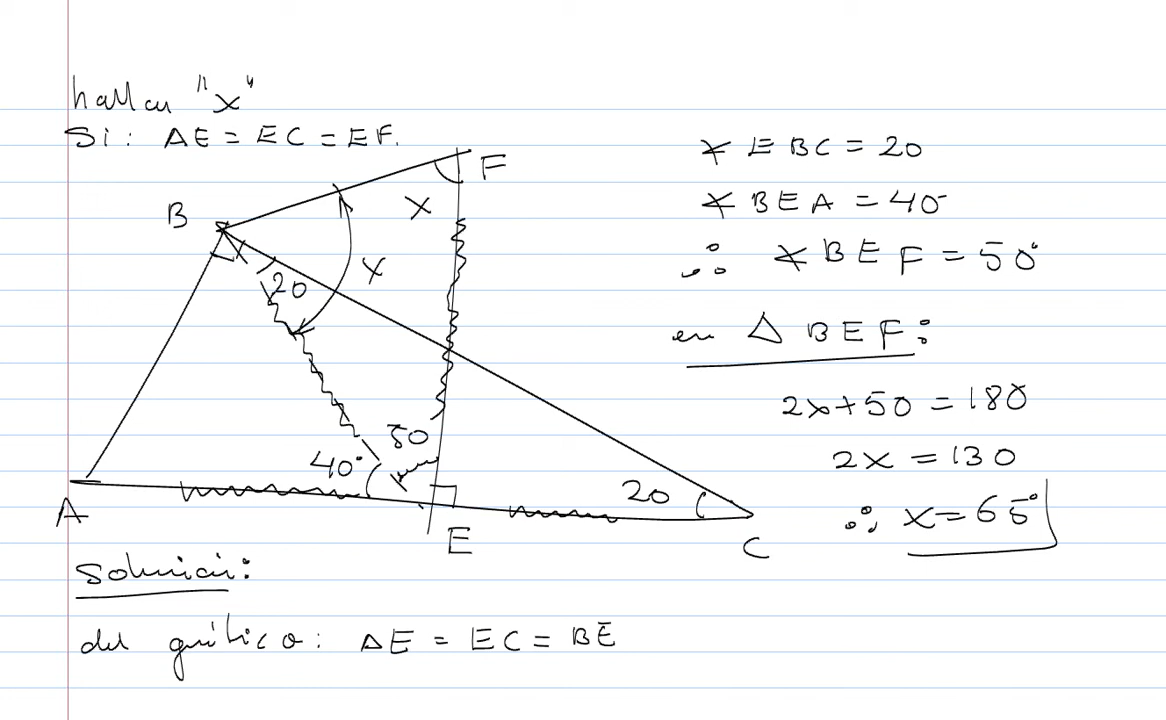 hallar "x"
Si: AE = EC = EF.
F
B
x
x
20
50
40°
20
A
E
C
∡ EBC = 20
∡ BEA = 40
∴ ∡ BEF = 50°
en △ BEF:
2x+50 = 180
2x = 130
∴ x = 65°
Solución:
del gráfico: AE = EC = BE